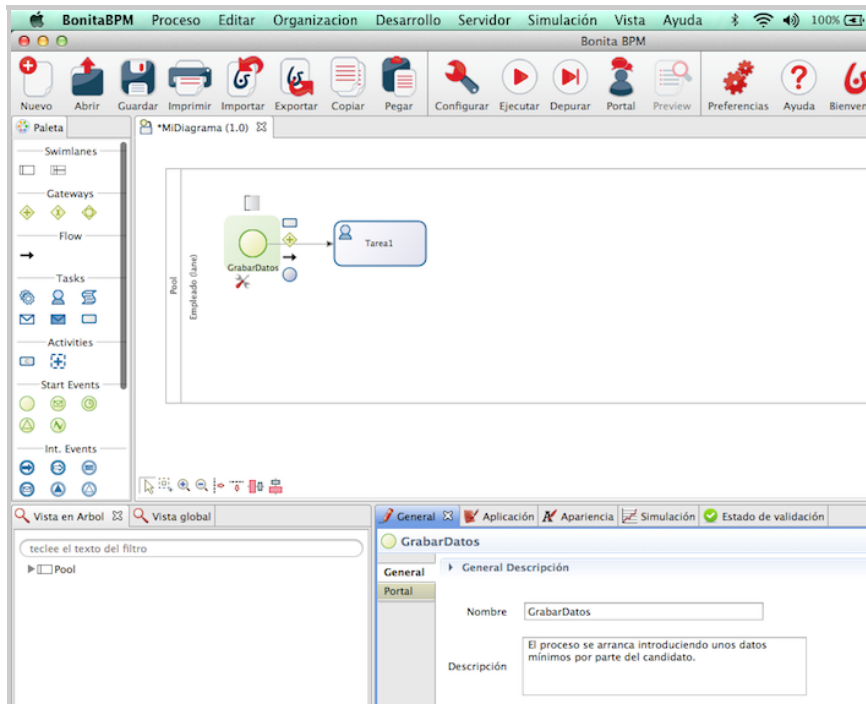 BonitaBPM Proceso Editar Organizacion Desarrollo Servidor Simulación Vista Ayuda 100%
Bonita BPM
Nuevo Abrir Guardar Imprimir Importar Exportar Copiar Pegar Configurar Ejecutar Depurar Portal Preview Preferencias Ayuda Bienven
Paleta
*MiDiagrama (1.0)
Swimlanes
Gateways
Flow
Tasks
Activities
Start Events
Int. Events
Pool
Empleado (lane)
GrabarDatos
Tarea1
Vista en Arbol Vista global
teclee el texto del filtro
Pool
General Aplicación Apariencia Simulación Estado de validación
GrabarDatos
General
Portal
General Descripción
Nombre GrabarDatos
Descripción
El proceso se arranca introduciendo unos datos
mínimos por parte del candidato.